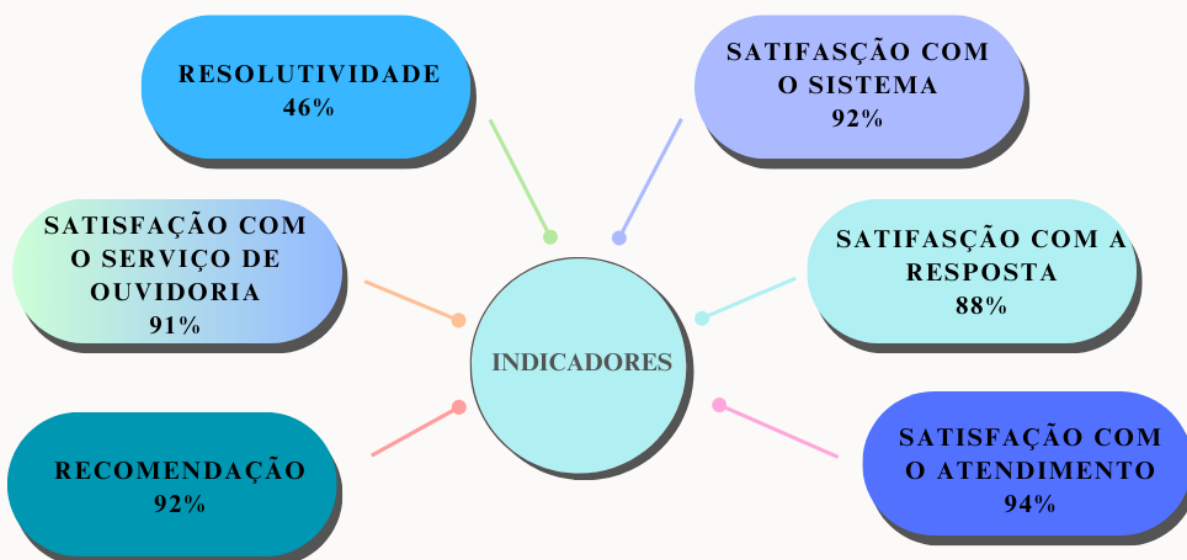 RESOLUTIVIDADE
46%
SATIFASÇÃO COM
O SISTEMA
92%
SATISFAÇÃO COM
O SERVIÇO DE
OUVIDORIA
91%
SATIFASÇÃO COM A
RESPOSTA
88%
INDICADORES
RECOMENDAÇÃO
92%
SATISFAÇÃO COM
O ATENDIMENTO
94%